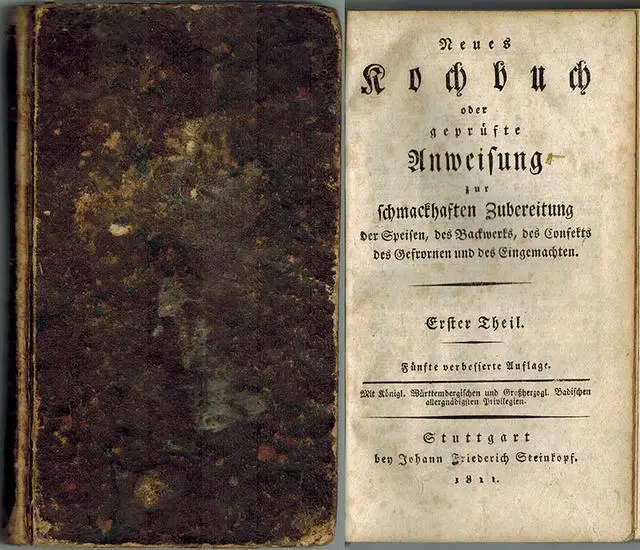 Neues
Kochbuch
oder
geprüfte
Anweisung
zur
schmackhaften Zubereitung
der Speisen, des Backwerks, des Confekts
des Gefrornen und des Eingemachten.
Erster Theil.
Fünfte verbesserte Auflage.
Mit Königl. Württembergischen und Großherzogl. Badischen
allergnädigsten Privilegien.
Stuttgart
bey Johann Friederich Steinkopf.
1811.